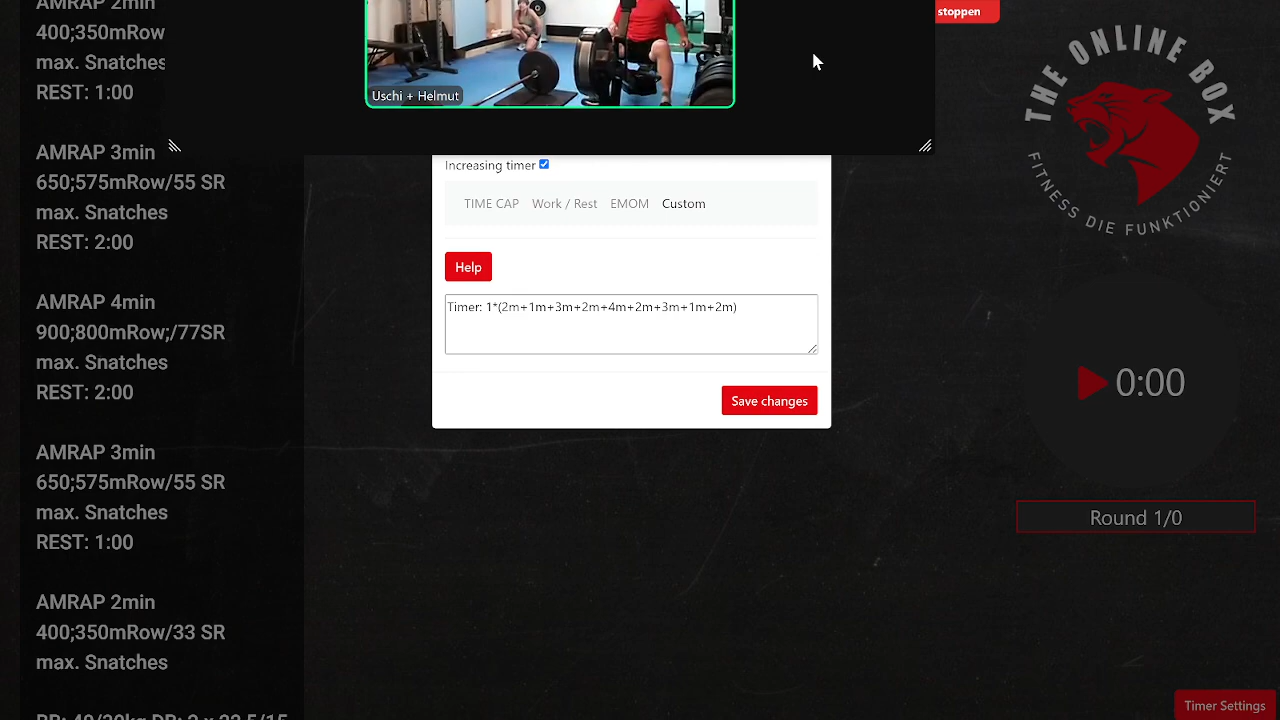 AMRAP 2min
400;350mRow
max. Snatches
REST: 1:00
AMRAP 3min
650;575mRow/55 SR
max. Snatches
REST: 2:00
AMRAP 4min
900;800mRow;/77SR
max. Snatches
REST: 2:00
AMRAP 3min
650;575mRow/55 SR
max. Snatches
REST: 1:00
AMRAP 2min
400;350mRow/33 SR
max. Snatches
Uschi + Helmut
stoppen
Increasing timer
TIME CAP Work / Rest EMOM Custom
Help
Timer: 1*(2m+1m+3m+2m+4m+2m+3m+1m+2m)
Save changes
THE ONLINE BOX
FITNESS DIE FUNKTIONIERT
0:00
Round 1/0
Timer Settings